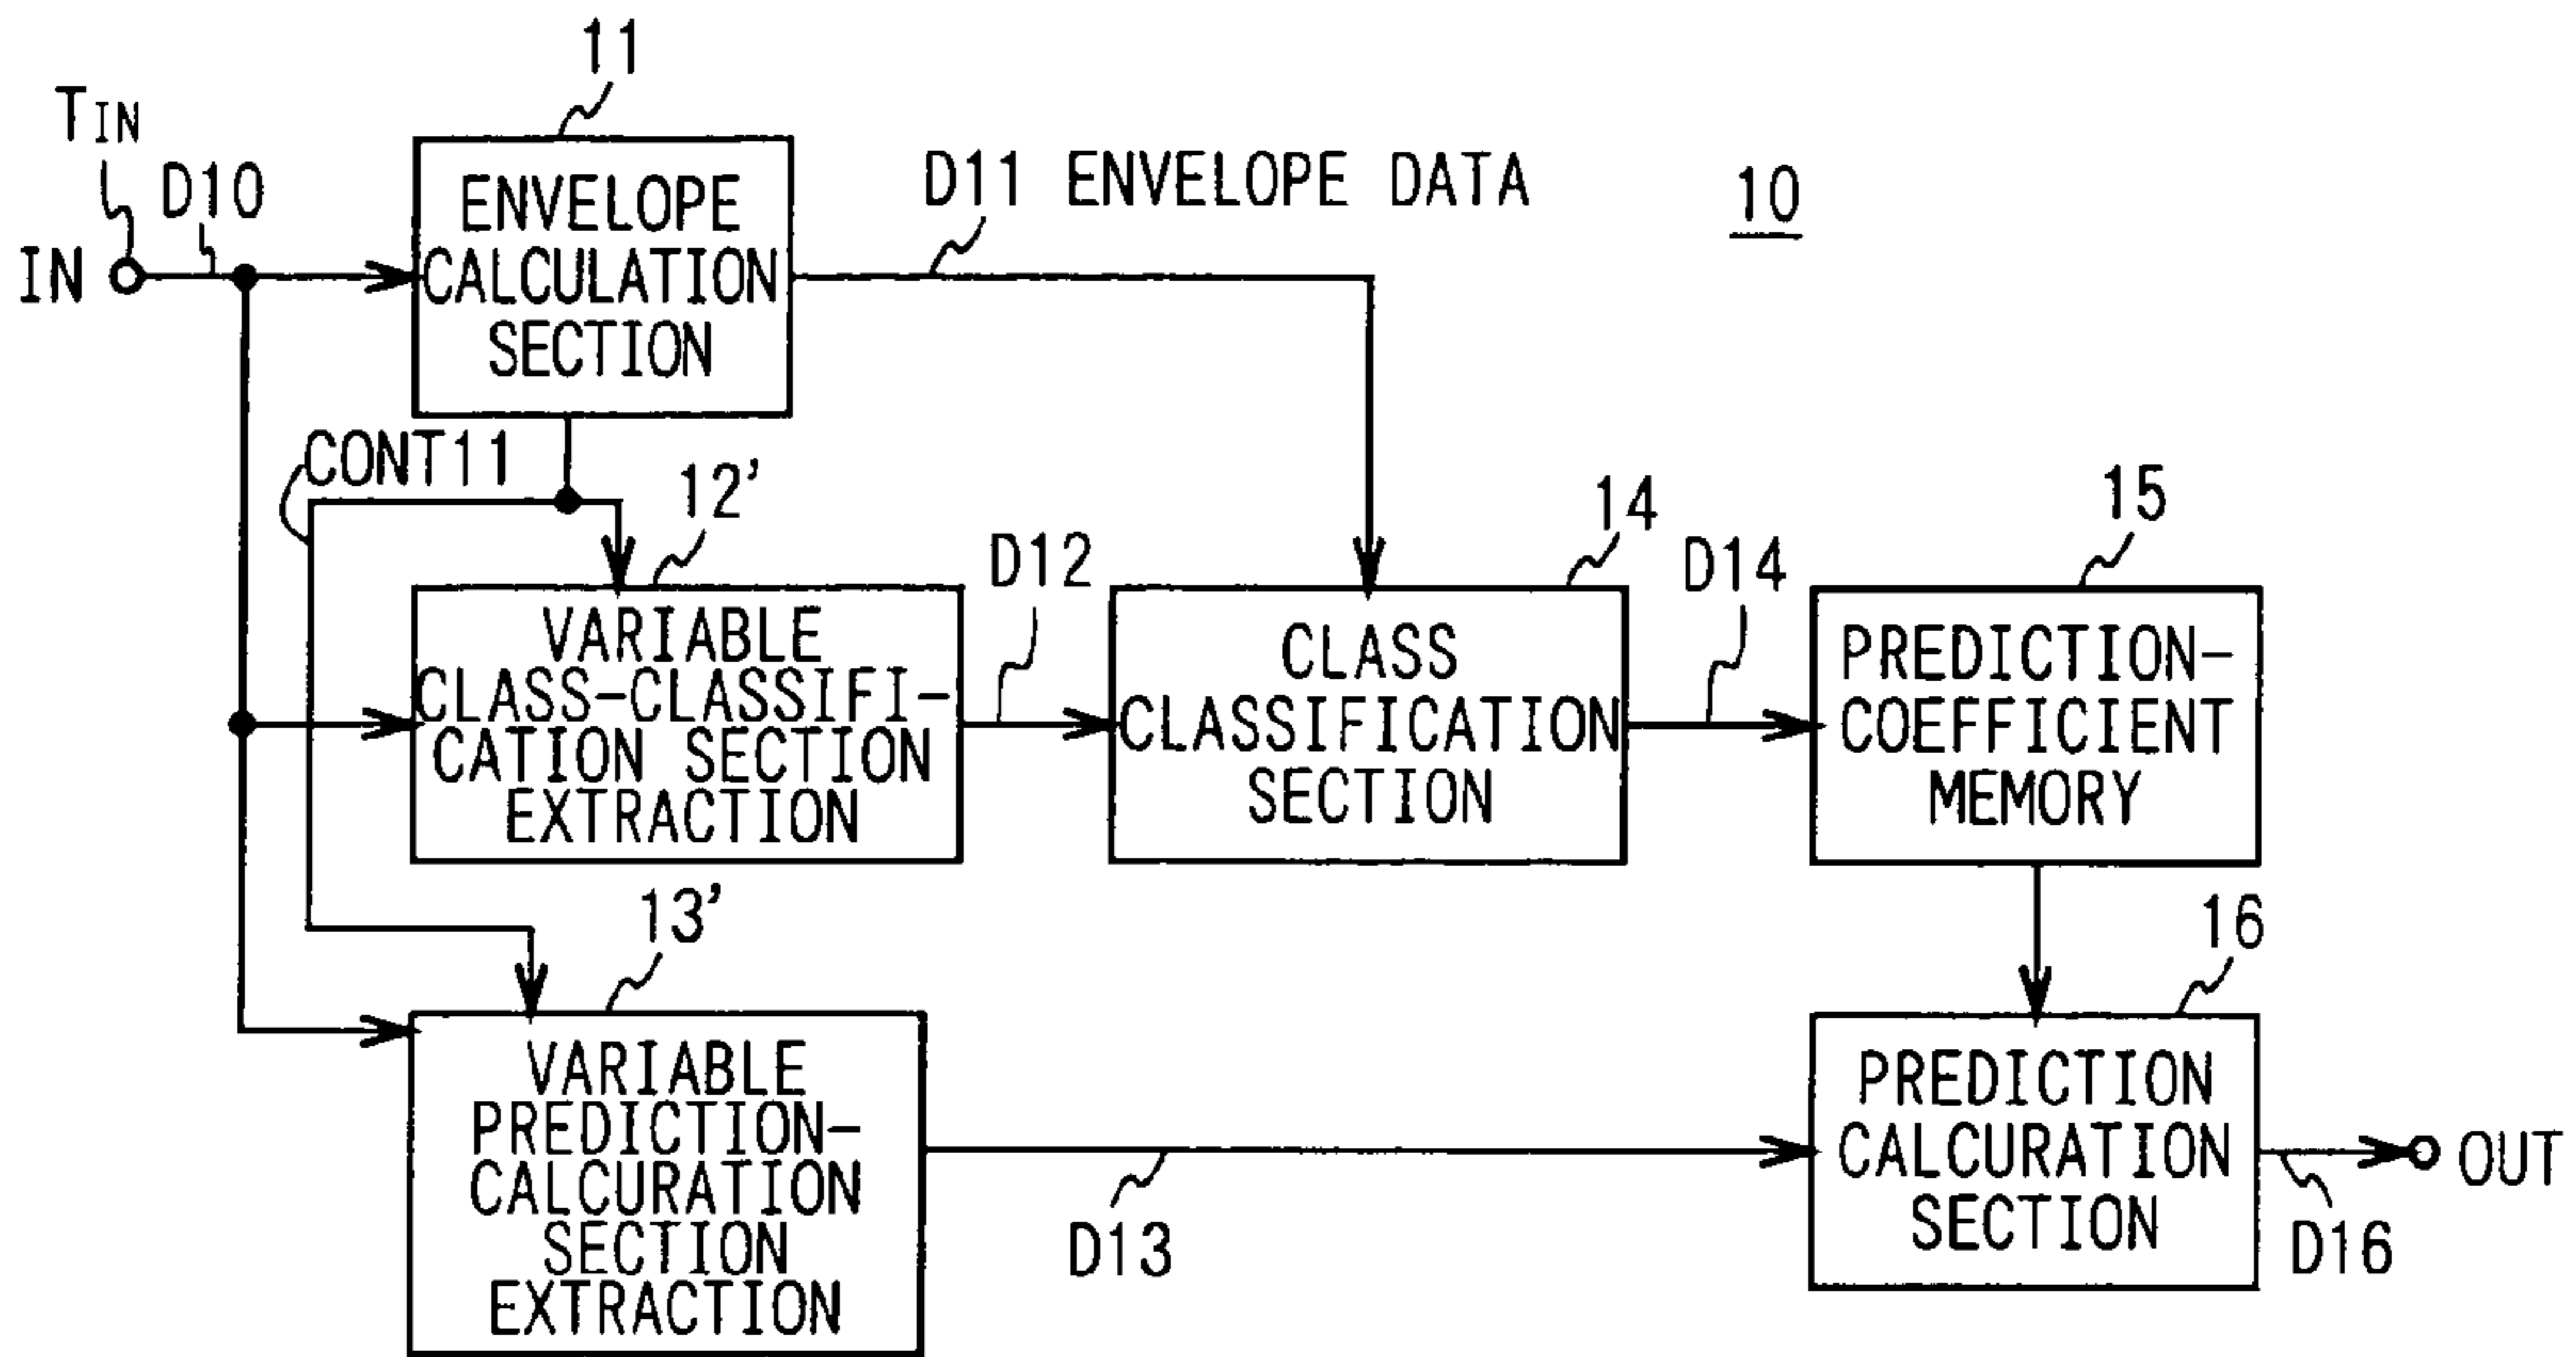 11
TIN
D10
IN
ENVELOPE
CALCULATION
SECTION
D11 ENVELOPE DATA
10
CONT11
12'
VARIABLE
CLASS-CLASSIFI-
CATION SECTION
EXTRACTION
D12
14
CLASS
CLASSIFICATION
SECTION
D14
15
PREDICTION-
COEFFICIENT
MEMORY
13'
VARIABLE
PREDICTION-
CALCURATION
SECTION
EXTRACTION
D13
16
PREDICTION
CALCURATION
SECTION
D16
OUT